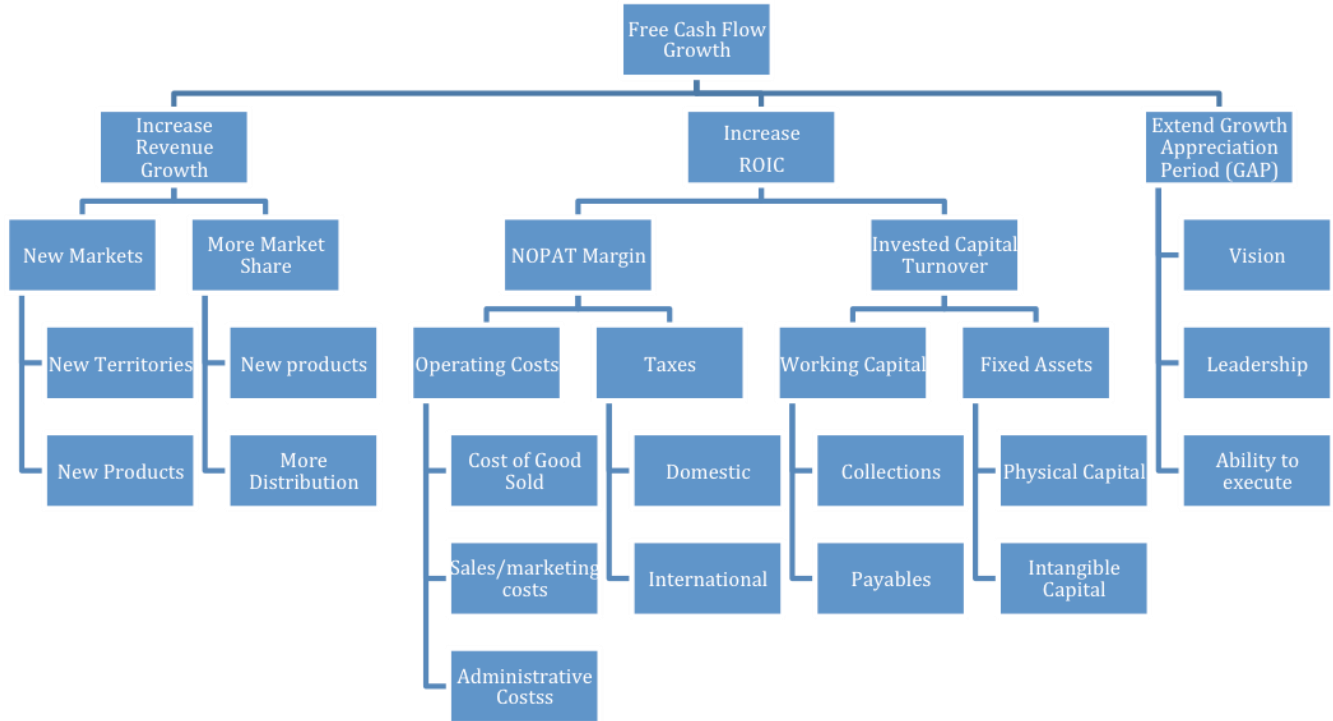 Free Cash Flow
Growth
Increase
Revenue
Growth
Increase
ROIC
Extend Growth
Appreciation
Period (GAP)
New Markets
More Market
Share
NOPAT Margin
Invested Capital
Turnover
Vision
New Territories
New products
Operating Costs
Taxes
Working Capital
Fixed Assets
Leadership
New Products
More
Distribution
Cost of Good
Sold
Domestic
Collections
Physical Capital
Ability to
execute
Sales/marketing
costs
International
Payables
Intangible
Capital
Administrative
Costss